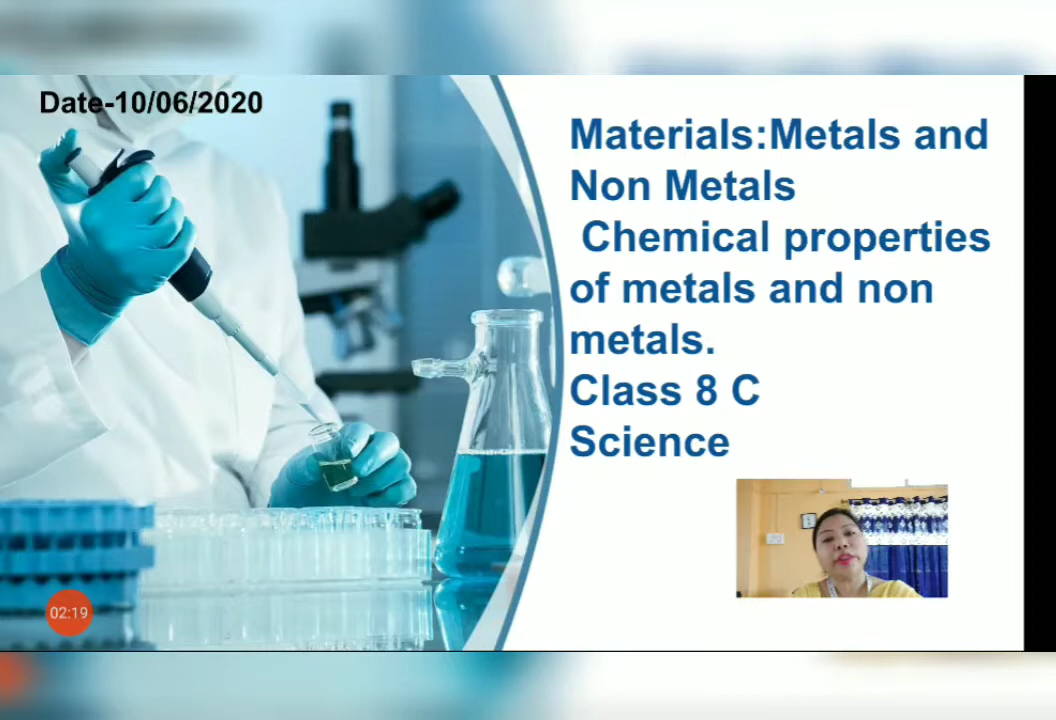 Date-10/06/2020
Materials:Metals and
Non Metals
Chemical properties
of metals and non
metals.
Class 8 C
Science
02:19